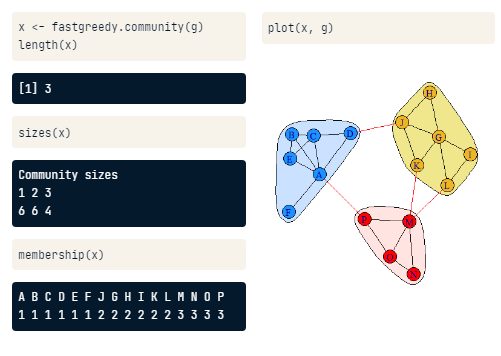 x <- fastgreedy.community(g)
length(x)
[1] 3
sizes(x)
Community sizes
1 2 3
6 6 4
membership(x)
A B C D E F J G H I K L M N O P
1 1 1 1 1 1 2 2 2 2 2 2 3 3 3 3
plot(x, g)
H
J
B C D
G
E
I
K
A
L
F
P
M
O
N